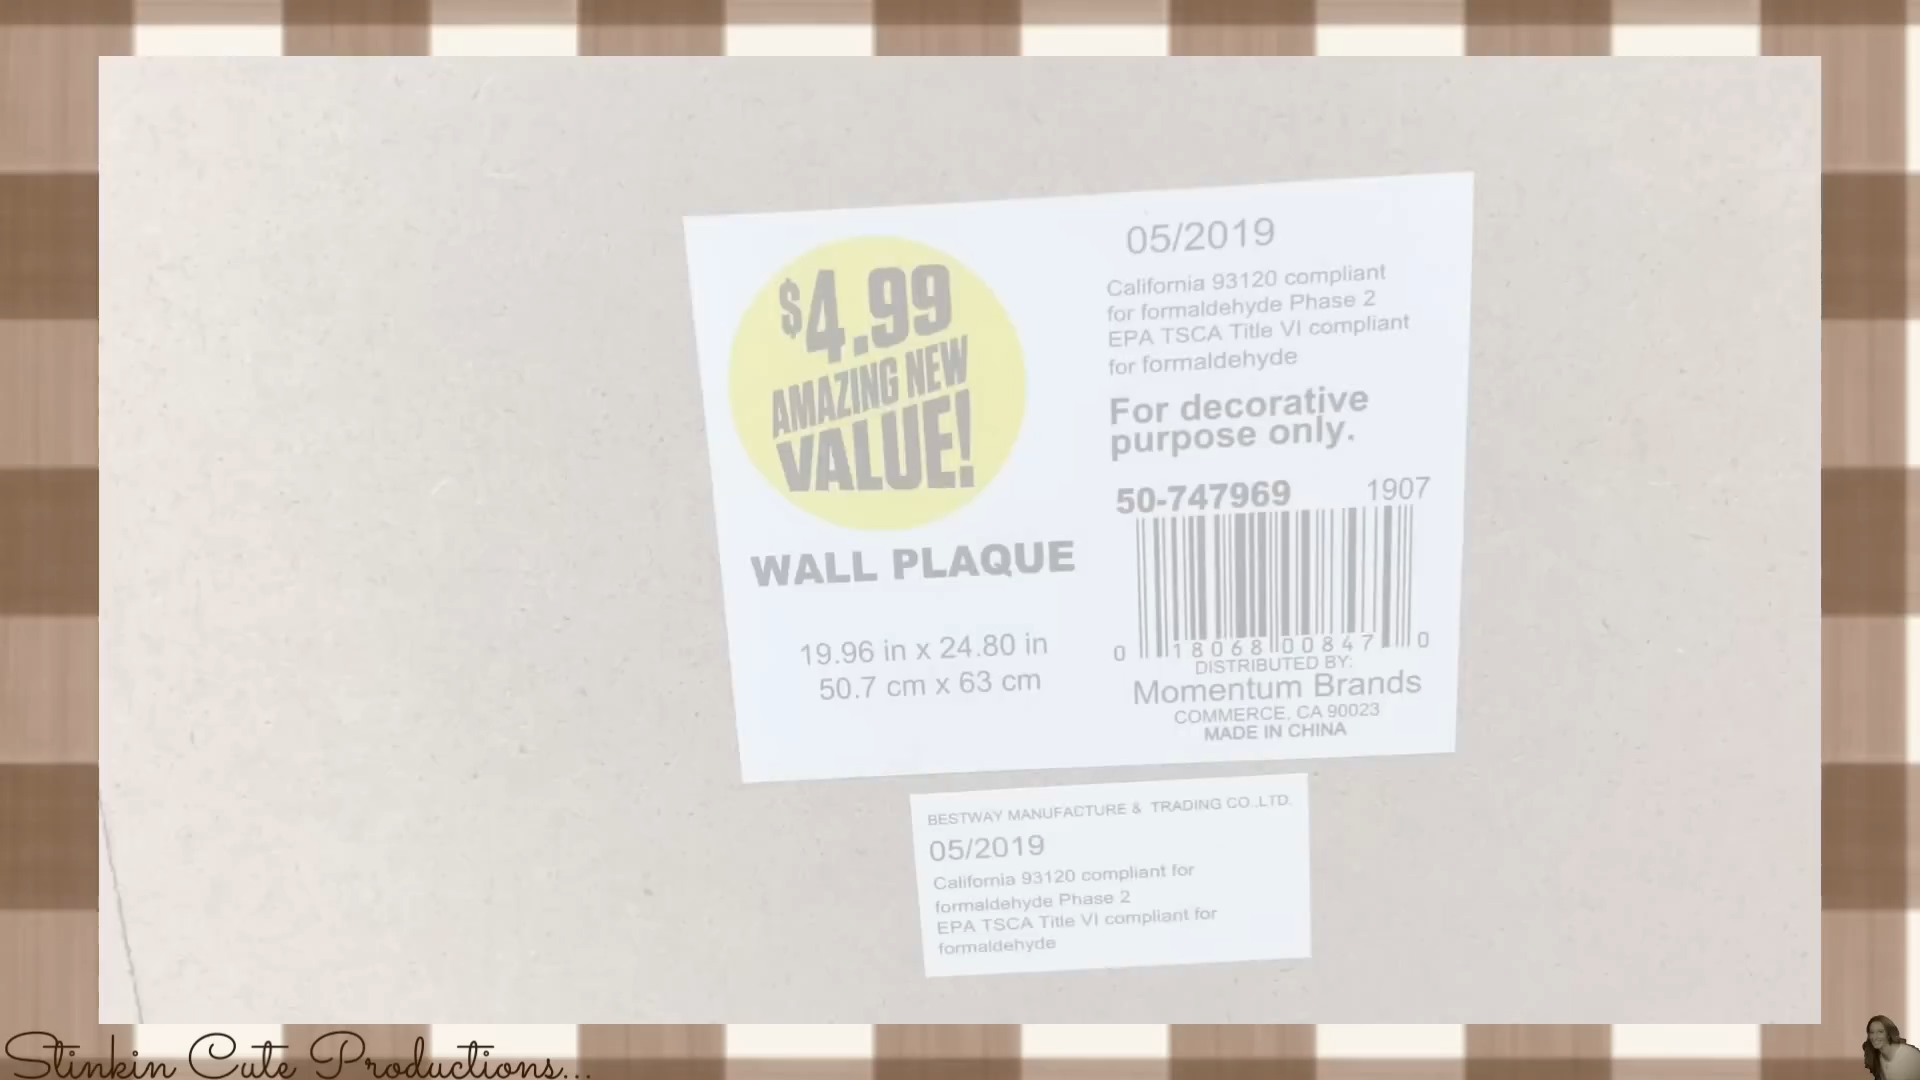 $4.99
AMAZING NEW
VALUE!
WALL PLAQUE
19.96 in x 24.80 in
50.7 cm x 63 cm
05/2019
California 93120 compliant
for formaldehyde Phase 2
EPA TSCA Title VI compliant
for formaldehyde
For decorative
purpose only.
50-747969 1907
0 18068 00847 0
DISTRIBUTED BY:
Momentum Brands
COMMERCE, CA 90023
MADE IN CHINA
BESTWAY MANUFACTURE & TRADING CO.,LTD.
05/2019
California 93120 compliant for
formaldehyde Phase 2
EPA TSCA Title VI compliant for
formaldehyde
Stinkin Cute Productions...